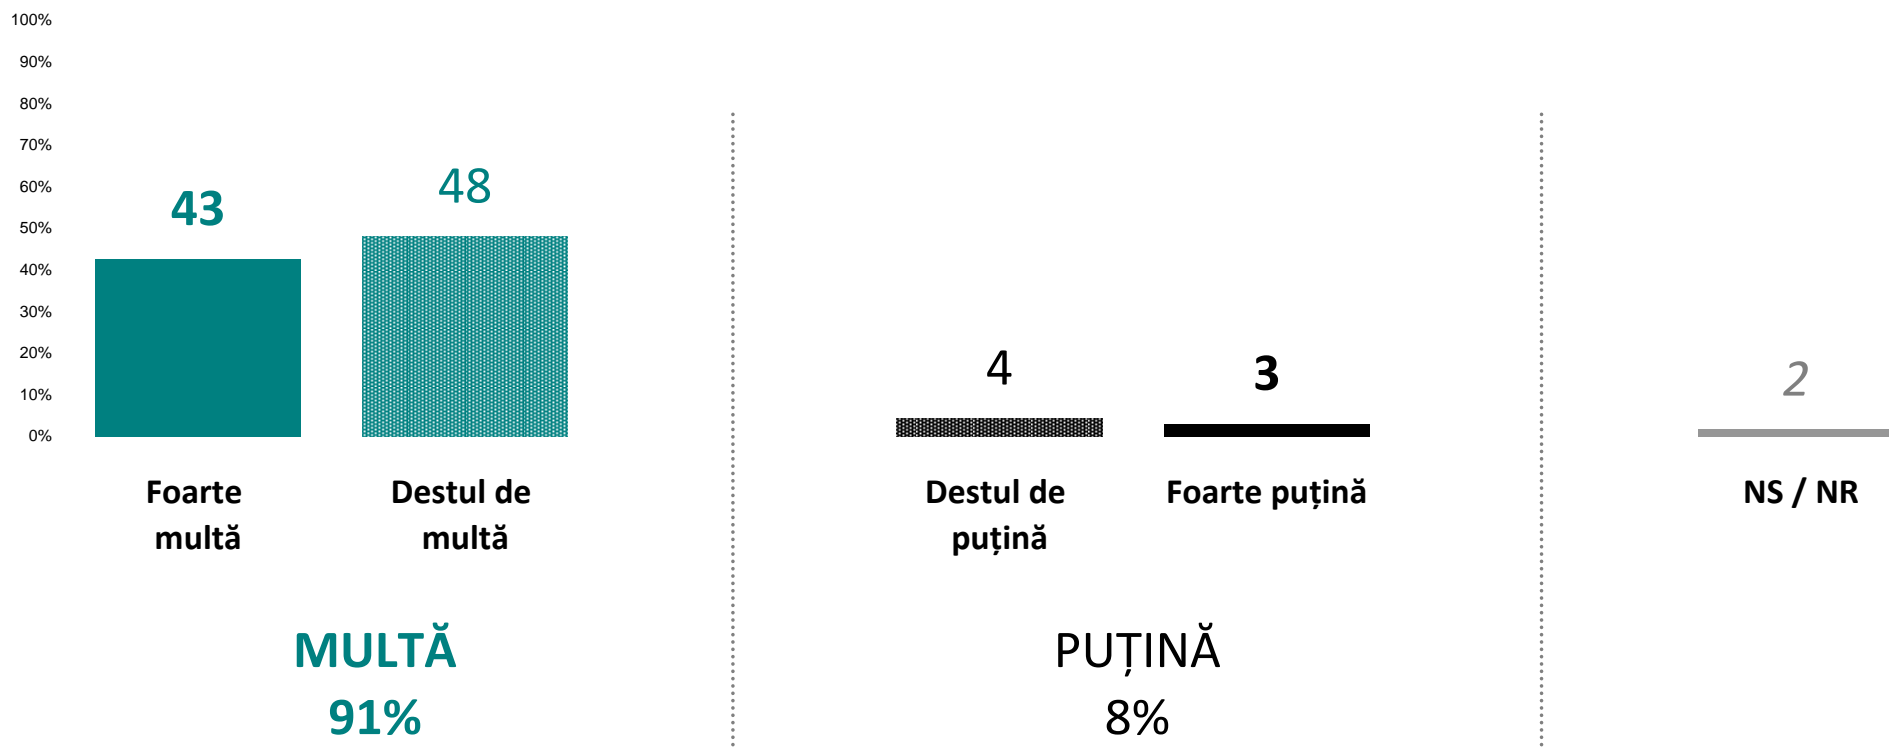 100%
90%
80%
70%
60%
50%
40%
30%
20%
10%
0%
43
48
4
3
2
Foarte
multă
Destul de
multă
Destul de
puțină
Foarte puțină
NS / NR
MULTĂ
91%
PUȚINĂ
8%